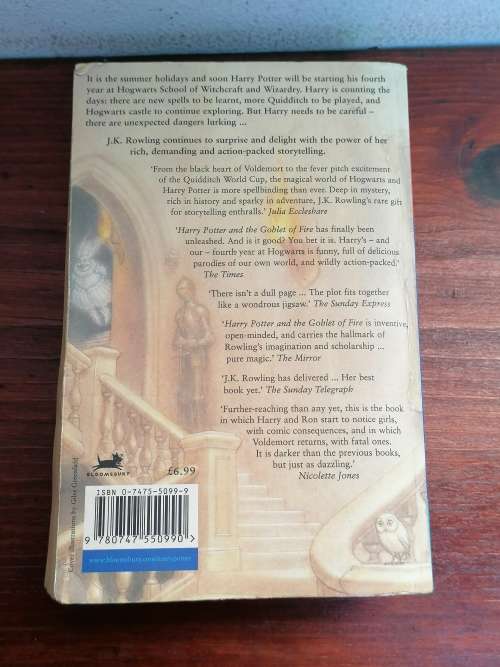 It is the summer holidays and soon Harry Potter will be starting his fourth
year at Hogwarts School of Witchcraft and Wizardry. Harry is counting the
days: there are new spells to be learnt, more Quidditch to be played, and
Hogwarts castle to continue exploring. But Harry needs to be careful –
there are unexpected dangers lurking ...
J.K. Rowling continues to surprise and delight with the power of her
rich, demanding and action-packed storytelling.
'From the black heart of Voldemort to the fever pitch excitement
of the Quidditch World Cup, the magical world of Hogwarts and
Harry Potter is more spellbinding than ever. Deep in mystery,
rich in history and sparky in adventure, J.K. Rowling's rare gift
for storytelling enthralls.' Julia Eccleshare
'Harry Potter and the Goblet of Fire has finally been
unleashed. And is it good? You bet it is. Harry's – and
our – fourth year at Hogwarts is funny, full of delicious
parodies of our own world, and wildly action-packed.'
The Times
'There isn't a dull page ... The plot fits together
like a wondrous jigsaw.' The Sunday Express
'Harry Potter and the Goblet of Fire is inventive,
open-minded, and carries the hallmark of
Rowling's imagination and scholarship ...
pure magic.' The Mirror
'J.K. Rowling has delivered ... Her best
book yet.' The Sunday Telegraph
'Further-reaching than any yet, this is the book
in which Harry and Ron start to notice girls,
with comic consequences, and in which
Voldemort returns, with fatal ones.
It is darker than the previous books,
but just as dazzling.'
Nicolette Jones
BLOOMSBURY
£6.99
ISBN 0-7475-5099-9
9 780747 550990 >
www.bloomsbury.com/harrypotter
Cover illustrations by Giles Greenfield